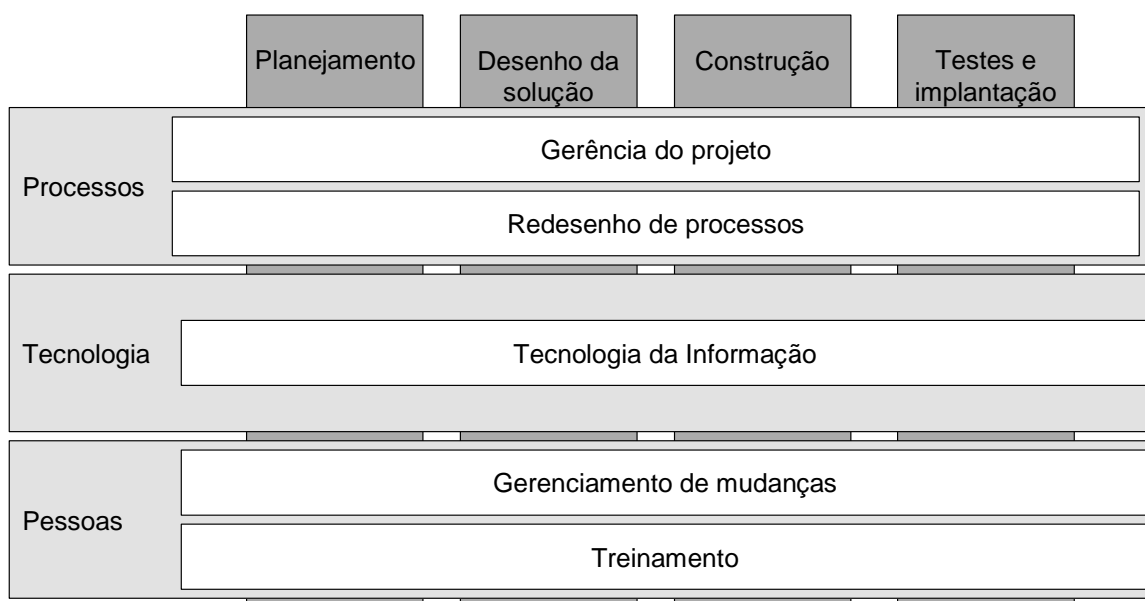 Planejamento
Desenho da
solução
Construção
Testes e
implantação
Processos
Gerência do projeto
Redesenho de processos
Tecnologia
Tecnologia da Informação
Pessoas
Gerenciamento de mudanças
Treinamento